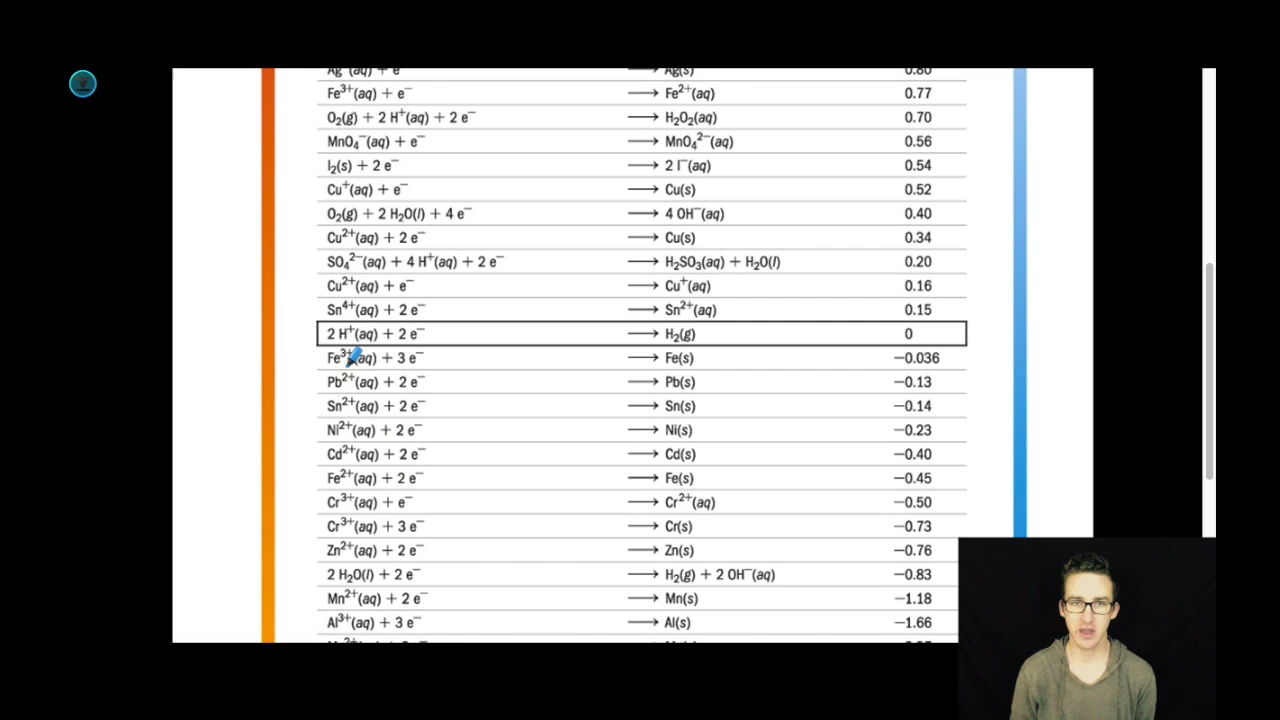 Ag⁺(aq) + e⁻ ⟶ Ag(s) 0.80
Fe³⁺(aq) + e⁻ ⟶ Fe²⁺(aq) 0.77
O₂(g) + 2 H⁺(aq) + 2 e⁻ ⟶ H₂O₂(aq) 0.70
MnO₄⁻(aq) + e⁻ ⟶ MnO₄²⁻(aq) 0.56
I₂(s) + 2 e⁻ ⟶ 2 I⁻(aq) 0.54
Cu⁺(aq) + e⁻ ⟶ Cu(s) 0.52
O₂(g) + 2 H₂O(l) + 4 e⁻ ⟶ 4 OH⁻(aq) 0.40
Cu²⁺(aq) + 2 e⁻ ⟶ Cu(s) 0.34
SO₄²⁻(aq) + 4 H⁺(aq) + 2 e⁻ ⟶ H₂SO₃(aq) + H₂O(l) 0.20
Cu²⁺(aq) + e⁻ ⟶ Cu⁺(aq) 0.16
Sn⁴⁺(aq) + 2 e⁻ ⟶ Sn²⁺(aq) 0.15
2 H⁺(aq) + 2 e⁻ ⟶ H₂(g) 0
Fe³⁺(aq) + 3 e⁻ ⟶ Fe(s) −0.036
Pb²⁺(aq) + 2 e⁻ ⟶ Pb(s) −0.13
Sn²⁺(aq) + 2 e⁻ ⟶ Sn(s) −0.14
Ni²⁺(aq) + 2 e⁻ ⟶ Ni(s) −0.23
Cd²⁺(aq) + 2 e⁻ ⟶ Cd(s) −0.40
Fe²⁺(aq) + 2 e⁻ ⟶ Fe(s) −0.45
Cr³⁺(aq) + e⁻ ⟶ Cr²⁺(aq) −0.50
Cr³⁺(aq) + 3 e⁻ ⟶ Cr(s) −0.73
Zn²⁺(aq) + 2 e⁻ ⟶ Zn(s) −0.76
2 H₂O(l) + 2 e⁻ ⟶ H₂(g) + 2 OH⁻(aq) −0.83
Mn²⁺(aq) + 2 e⁻ ⟶ Mn(s) −1.18
Al³⁺(aq) + 3 e⁻ ⟶ Al(s) −1.66